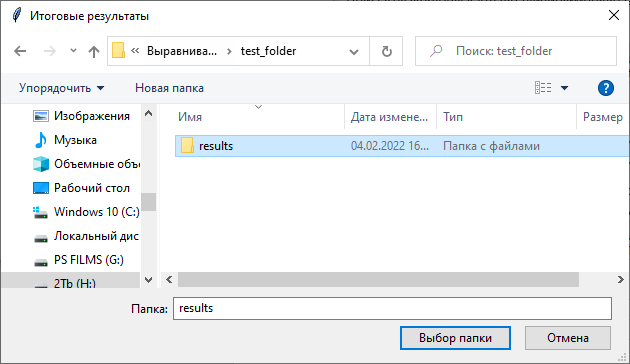 Итоговые результаты
« Выравнива... › test_folder
Поиск: test_folder
Упорядочить
Новая папка
?
Имя
Дата измене...
Тип
Размер
Изображения
Музыка
Объемные объ
Рабочий стол
Windows 10 (C:)
Локальный дис
PS FILMS (G:)
2Tb (H:)
results
04.02.2022 16...
Папка с файлами
Папка:
results
Выбор папки
Отмена